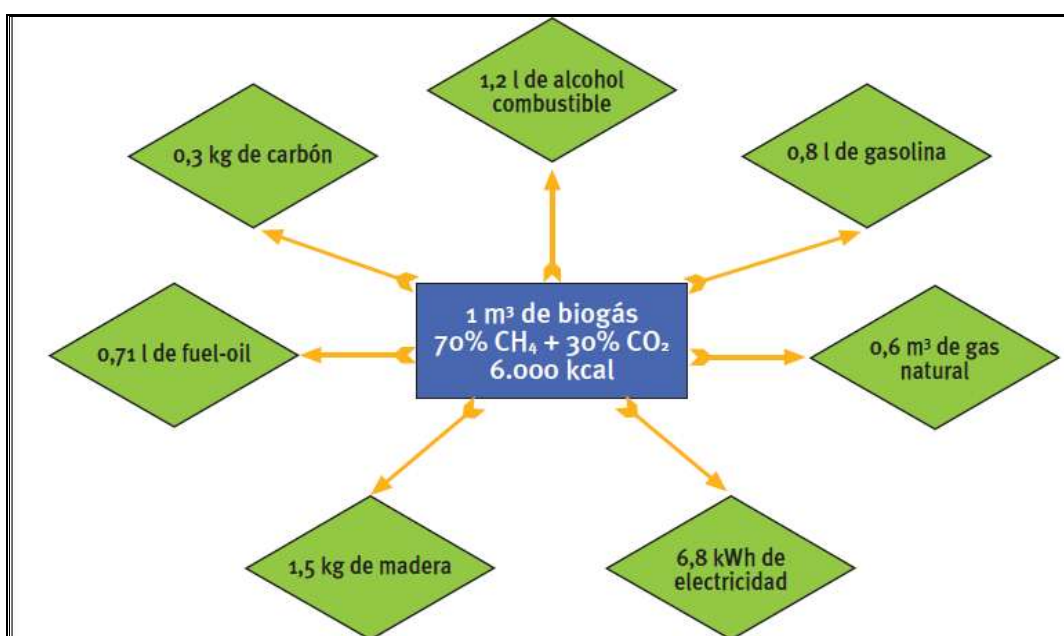 1,2 l de alcohol
combustible
0,3 kg de carbón
0,8 l de gasolina
1 m³ de biogás
70% CH₄ + 30% CO₂
6.000 kcal
0,71 l de fuel-oil
0,6 m³ de gas
natural
1,5 kg de madera
6,8 kWh de
electricidad